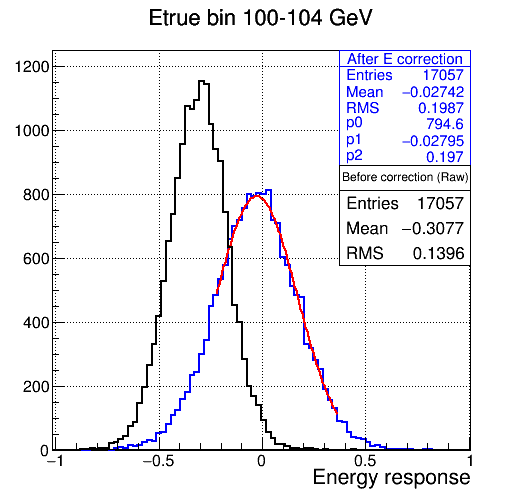 Etrue bin 100-104 GeV
After E correction
Entries 17057
Mean −0.02742
RMS 0.1987
p0 794.6
p1 −0.02795
p2 0.197
Before correction (Raw)
Entries 17057
Mean −0.3077
RMS 0.1396
1200
1000
800
600
400
200
0
−1 −0.5 0 0.5 1
Energy response